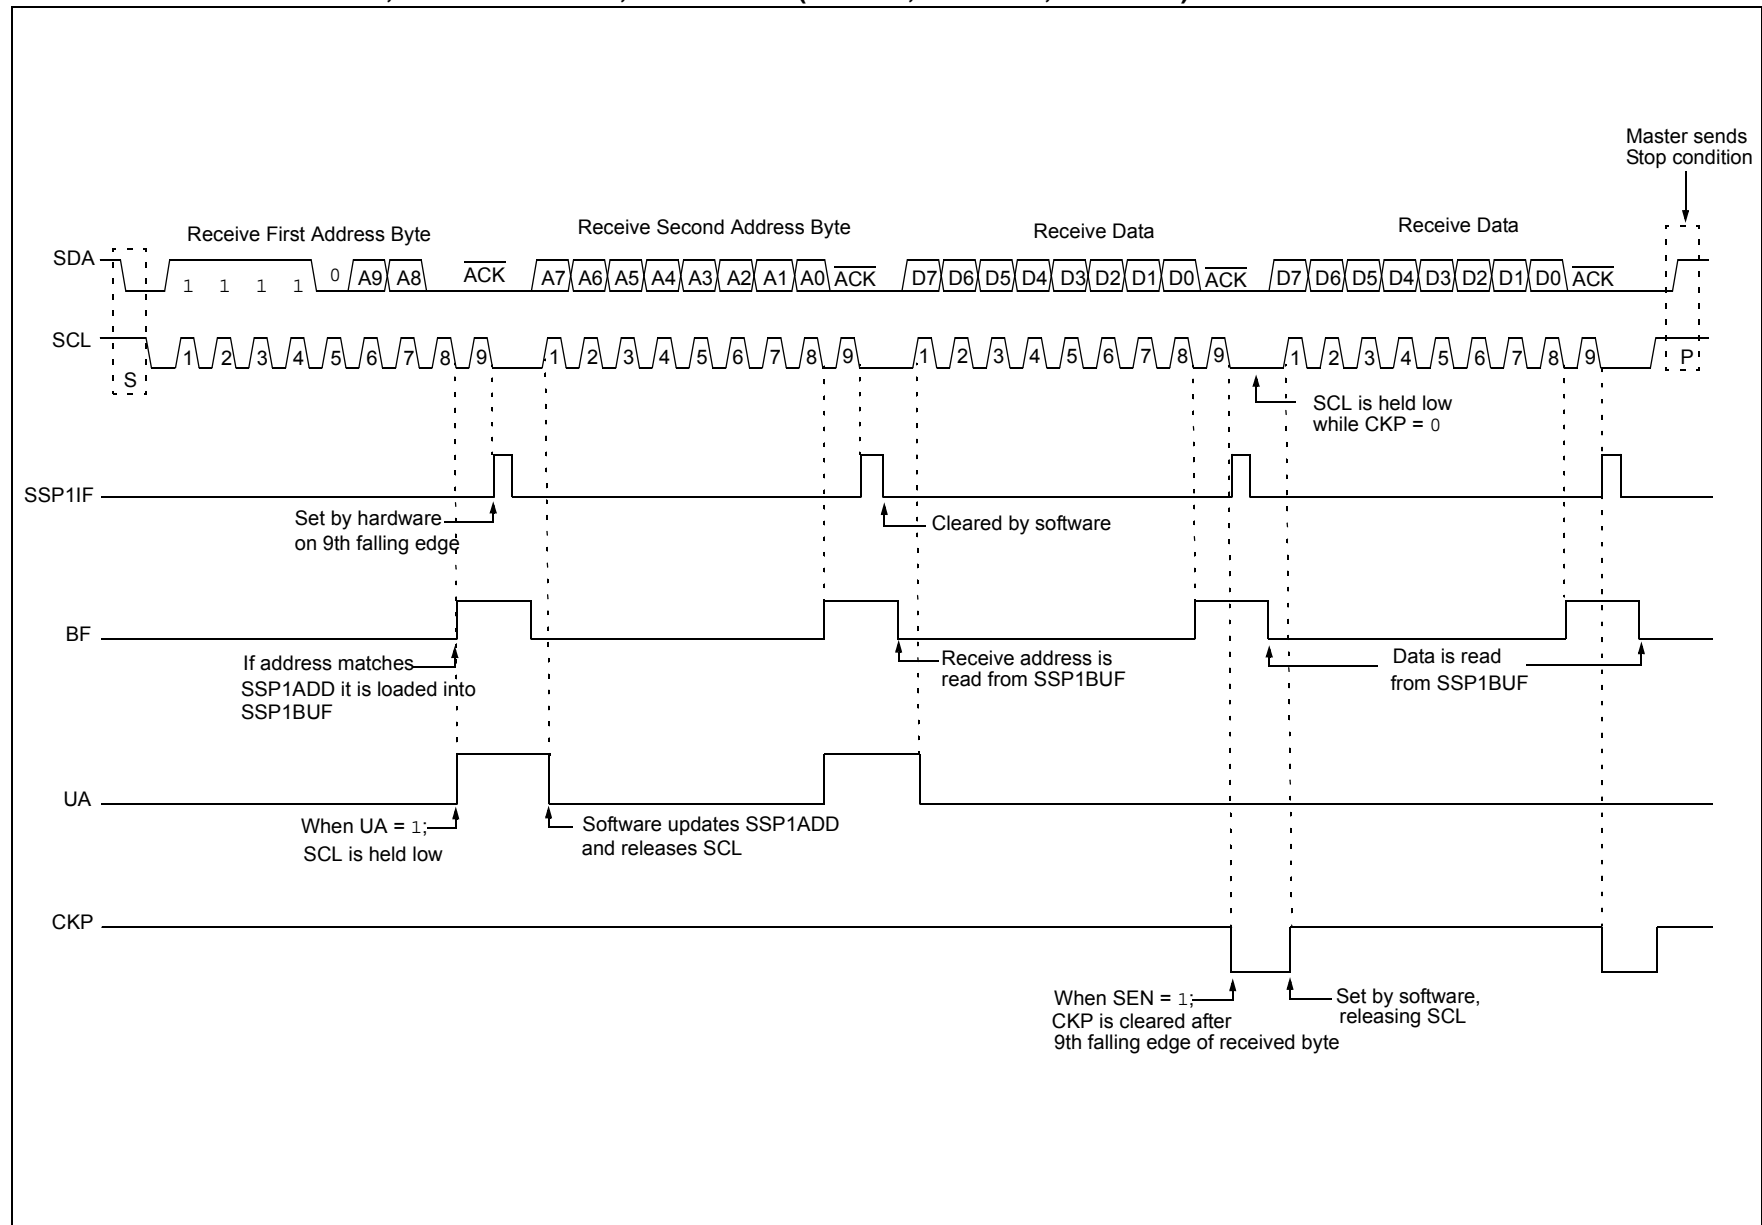 Master sends
Stop condition
Receive First Address Byte
Receive Second Address Byte
Receive Data
Receive Data
SDA
1 1 1 1 0 A9 A8 ACK A7 A6 A5 A4 A3 A2 A1 A0 ACK D7 D6 D5 D4 D3 D2 D1 D0 ACK D7 D6 D5 D4 D3 D2 D1 D0 ACK
SCL
S 1 2 3 4 5 6 7 8 9 1 2 3 4 5 6 7 8 9 1 2 3 4 5 6 7 8 9 1 2 3 4 5 6 7 8 9 P
SCL is held low
while CKP = 0
SSP1IF
Set by hardware
on 9th falling edge
Cleared by software
BF
If address matches
SSP1ADD it is loaded into
SSP1BUF
Receive address is
read from SSP1BUF
Data is read
from SSP1BUF
UA
When UA = 1;
SCL is held low
Software updates SSP1ADD
and releases SCL
CKP
When SEN = 1;
CKP is cleared after
9th falling edge of received byte
Set by software,
releasing SCL